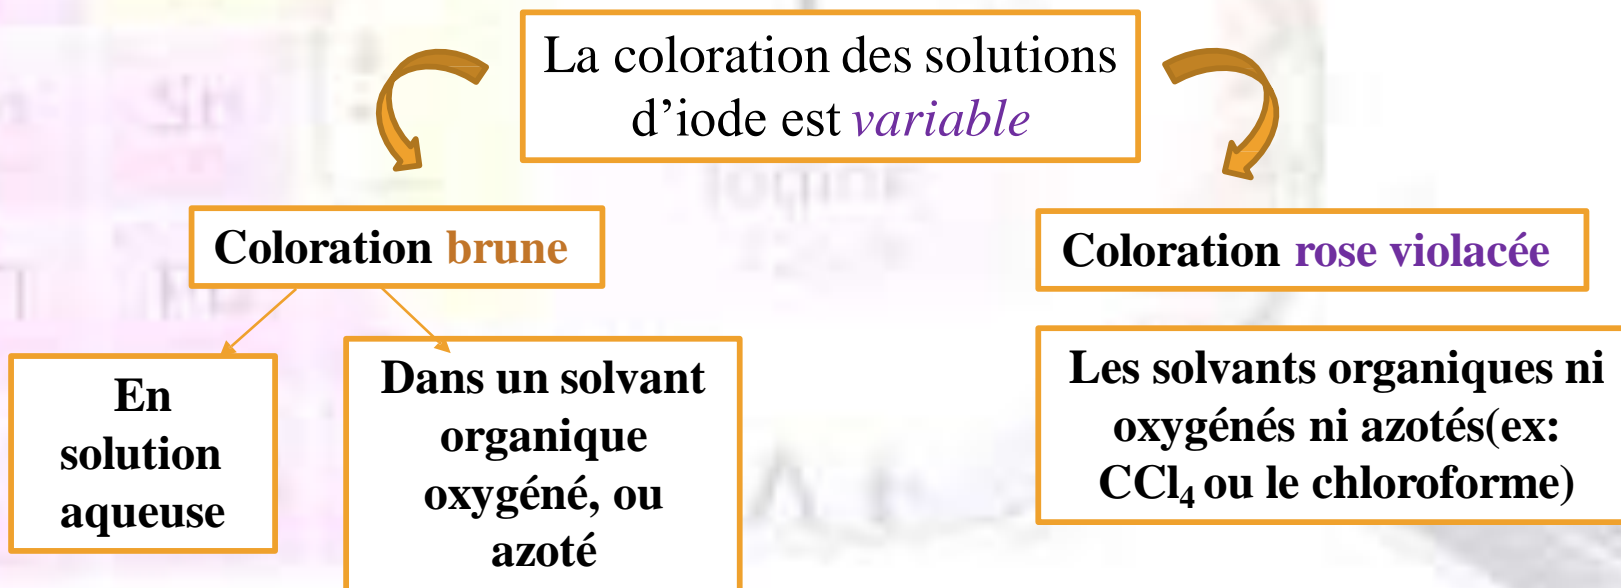 La coloration des solutions
d’iode est variable
Coloration brune
Coloration rose violacée
En
solution
aqueuse
Dans un solvant
organique
oxygéné, ou
azoté
Les solvants organiques ni
oxygénés ni azotés(ex:
CCl₄ ou le chloroforme)